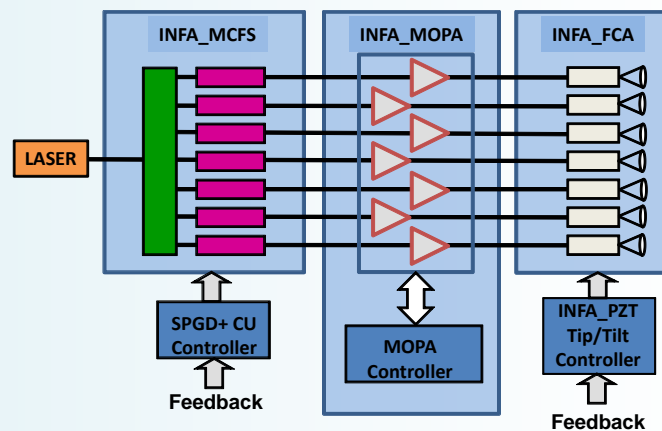 INFA_MCFS
INFA_MOPA
INFA_FCA
LASER
SPGD+ CU
Controller
Feedback
MOPA
Controller
INFA_PZT
Tip/Tilt
Controller
Feedback